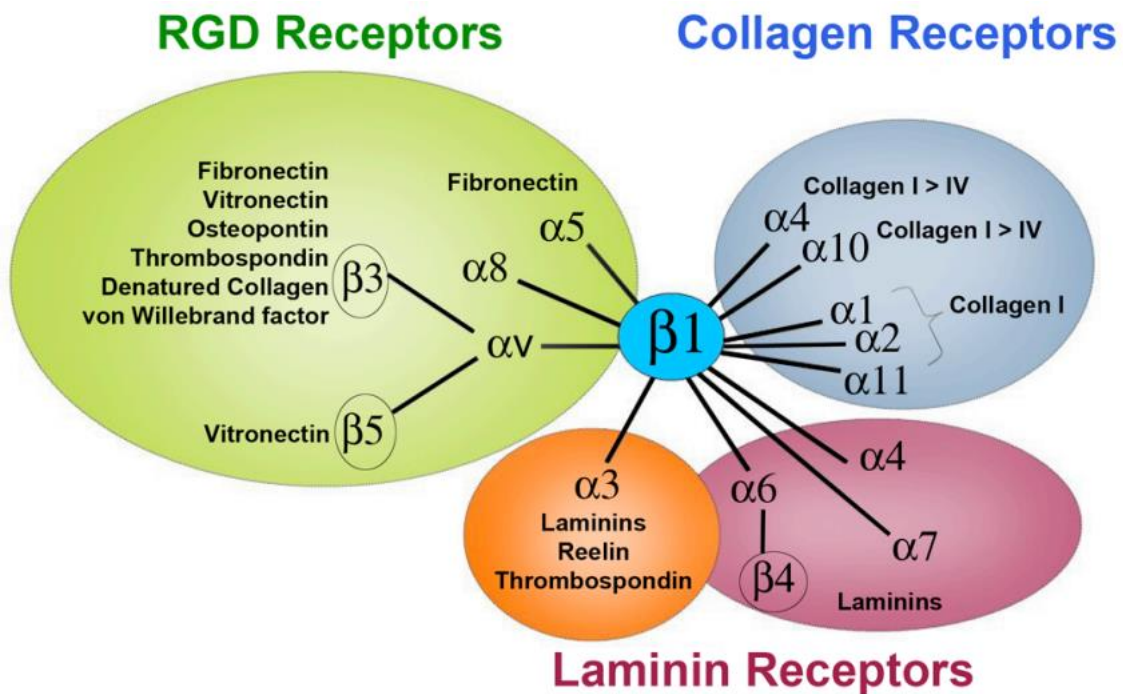 RGD Receptors
Collagen Receptors
Fibronectin
Vitronectin
Osteopontin
Thrombospondin
Denatured Collagen
von Willebrand factor
β3
Fibronectin
α5
α8
αv
Vitronectin
β5
β1
Collagen I > IV
α4
α10
Collagen I > IV
α1
α2
α11
Collagen I
α3
Laminins
Reelin
Thrombospondin
α6
β4
α4
α7
Laminins
Laminin Receptors